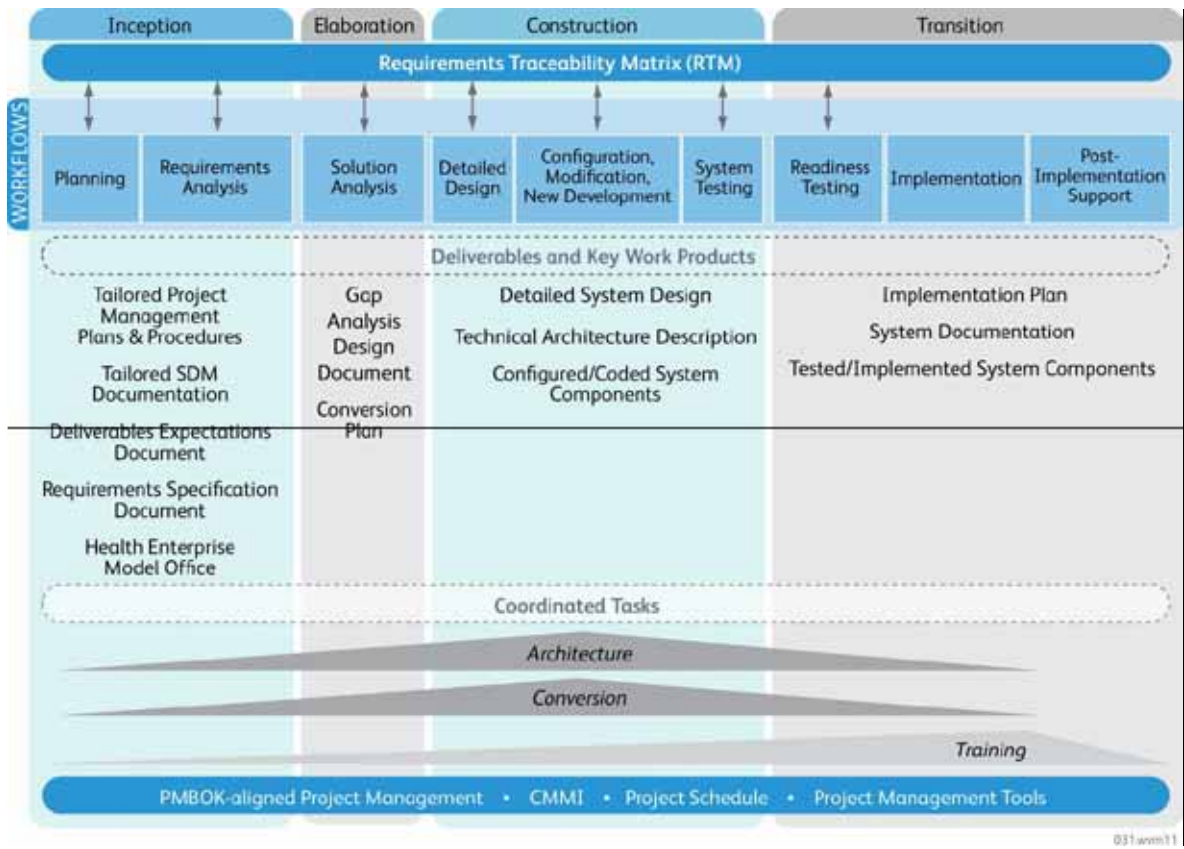 Inception
Elaboration
Construction
Transition
Requirements Traceability Matrix (RTM)
WORKFLOWS
Planning
Requirements
Analysis
Solution
Analysis
Detailed
Design
Configuration,
Modification,
New Development
System
Testing
Readiness
Testing
Implementation
Post-
Implementation
Support
Deliverables and Key Work Products
Tailored Project
Management
Plans & Procedures
Tailored SDM
Documentation
Deliverables Expectations
Document
Requirements Specification
Document
Health Enterprise
Model Office
Gap
Analysis
Design
Document
Conversion
Plan
Detailed System Design
Technical Architecture Description
Configured/Coded System
Components
Implementation Plan
System Documentation
Tested/Implemented System Components
Coordinated Tasks
Architecture
Conversion
Training
PMBOK-aligned Project Management • CMMI • Project Schedule • Project Management Tools
031wvm11